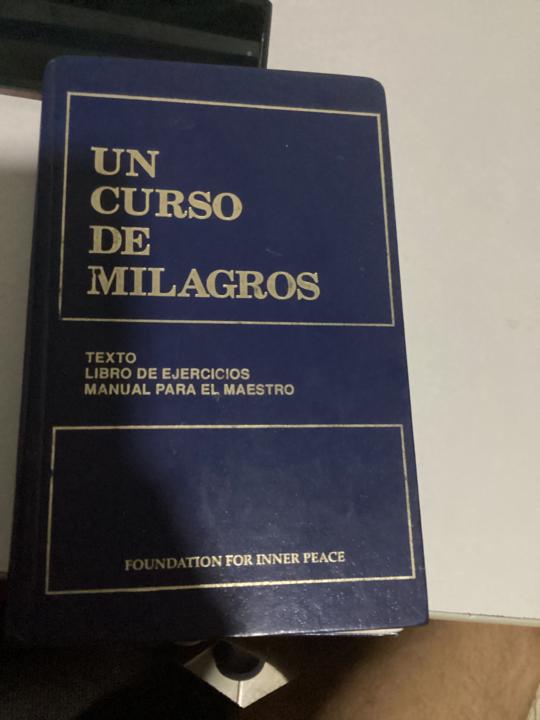 UN
CURSO
DE
MILAGROS
TEXTO
LIBRO DE EJERCICIOS
MANUAL PARA EL MAESTRO
FOUNDATION FOR INNER PEACE